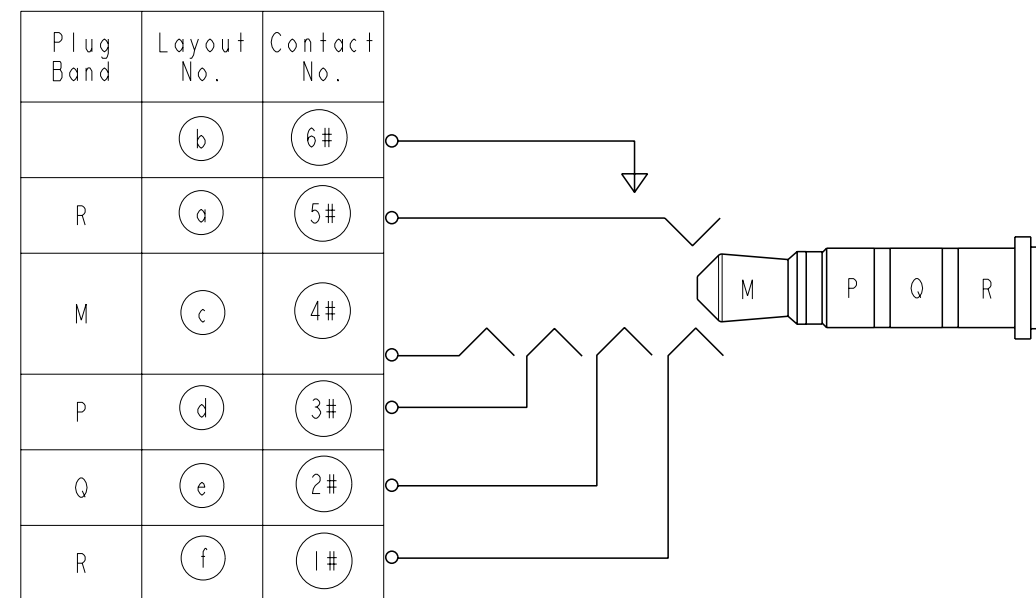 Plug Band
Layout No.
Contact No.
b 6#
R a 5#
M c 4#
P d 3#
Q e 2#
R f 1#
M P Q R